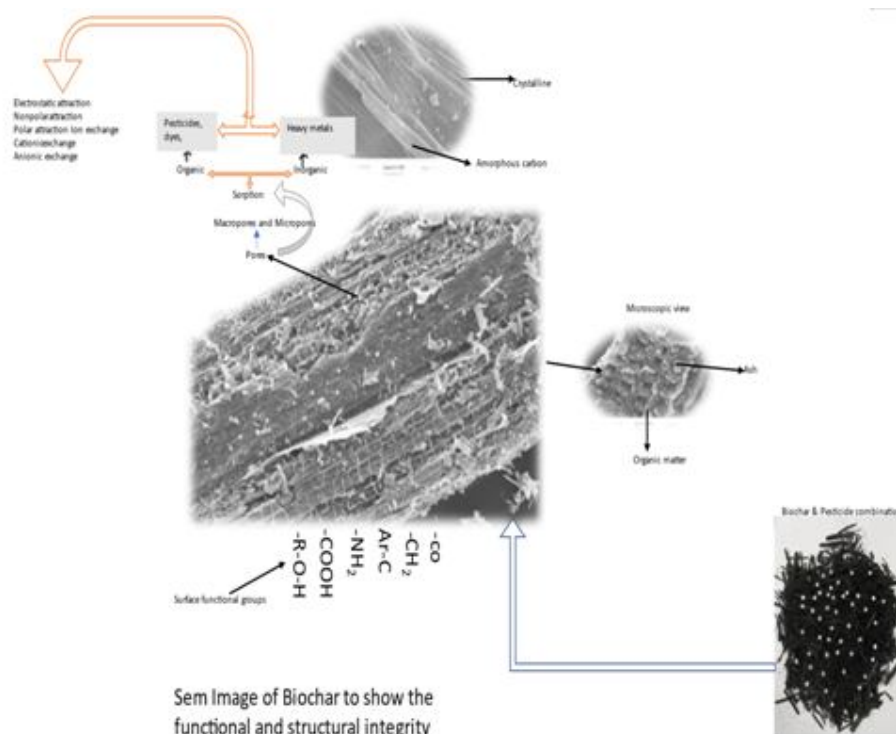 Crystalline
Amorphous carbon
Electrostatic attraction
Nonpolarattraction
Polar attraction Ion exchange
Cationicexchange
Anionic exchange
Pesticides,
dyes,
Heavy metals
Organic
Inorganic
Sorption
Macropores and Micropores
Pores
Microscopic view
Ash
Organic matter
Biochar & Pesticide combinatio
-R-O-H
-COOH
-NH₂
Ar-C
-CH₂
-co
Surface functional groups
Sem Image of Biochar to show the
functional and structural integrity